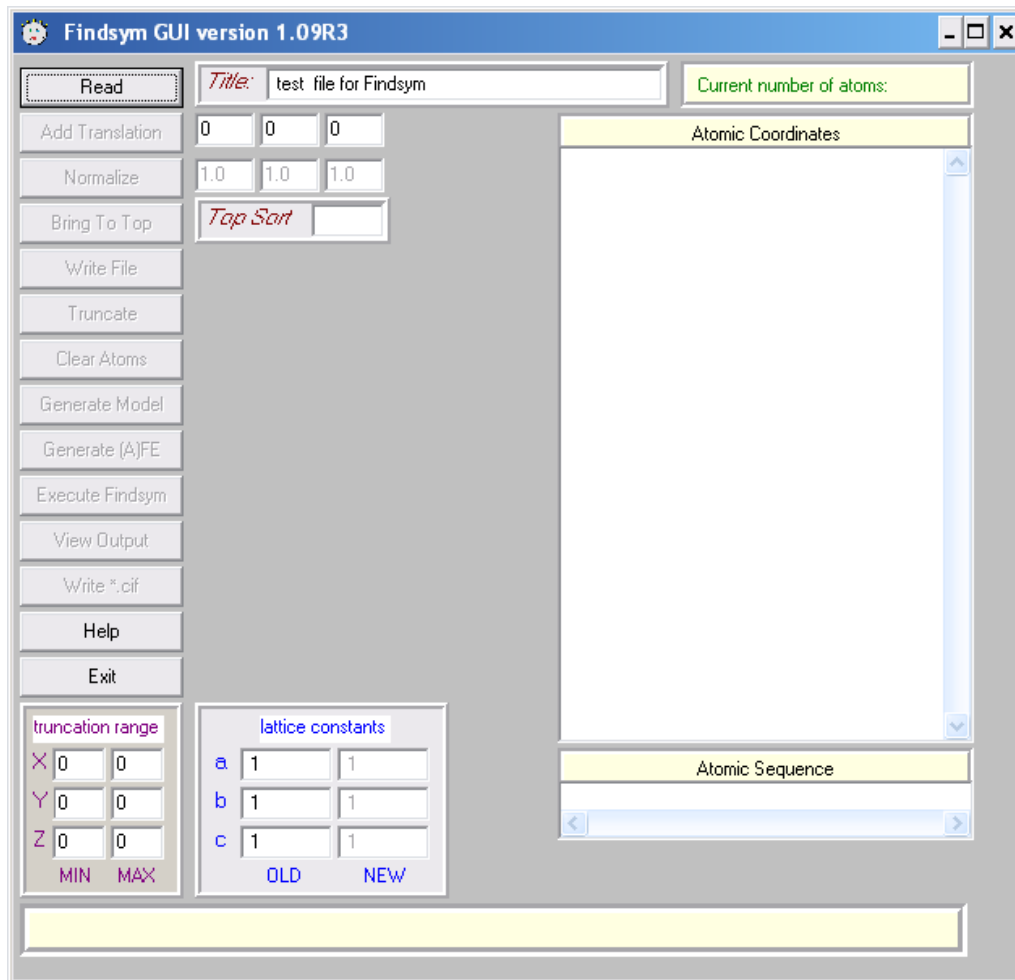 Findsym GUI version 1.09R3
Read
Title: test file for Findsym
Current number of atoms:
Add Translation
0 0 0
Atomic Coordinates
Normalize
1.0 1.0 1.0
Bring To Top
Top Sort
Write File
Truncate
Clear Atoms
Generate Model
Generate (A)FE
Execute Findsym
View Output
Write *.cif
Help
Exit
truncation range
X 0 0
Y 0 0
Z 0 0
MIN MAX
lattice constants
a 1 1
b 1 1
c 1 1
OLD NEW
Atomic Sequence